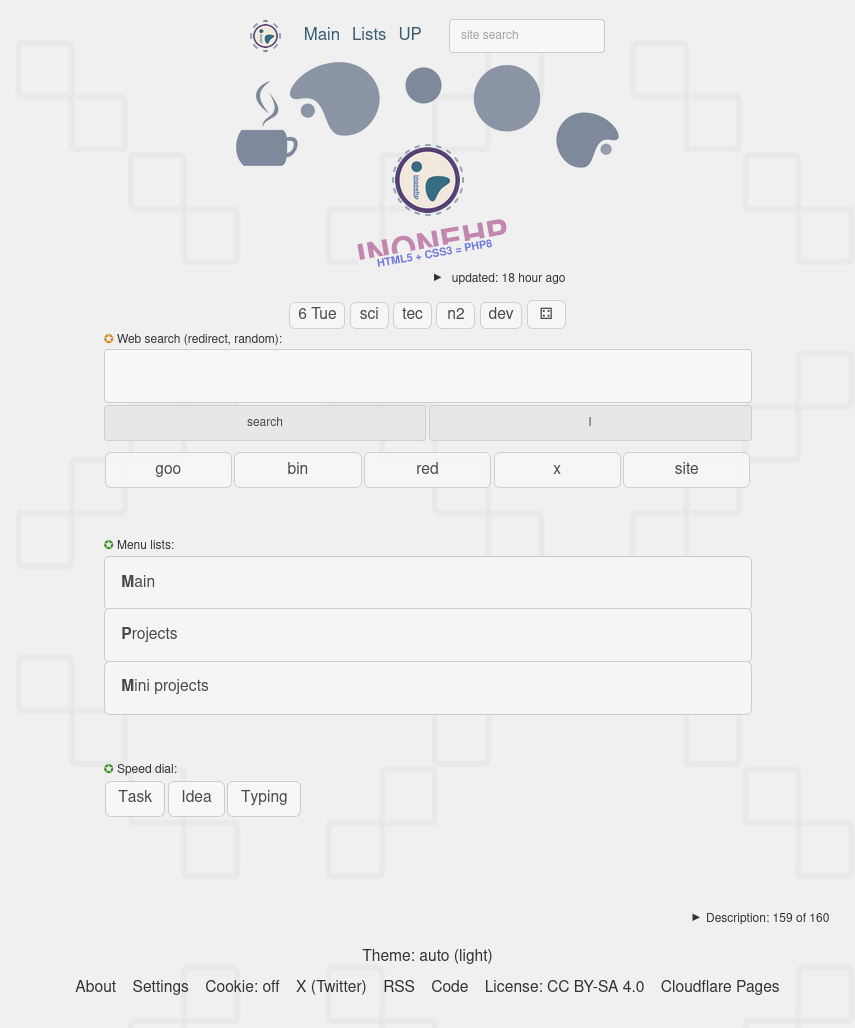 Main Lists UP site search
inonehp
INONEHP
HTML5 + CSS3 = PHP8
► updated: 18 hour ago
6 Tue sci tec n2 dev ⚃
✪ Web search (redirect, random):
search l
goo bin red x site
✪ Menu lists:
Main
Projects
Mini projects
✪ Speed dial:
Task Idea Typing
► Description: 159 of 160
Theme: auto (light)
About Settings Cookie: off X (Twitter) RSS Code License: CC BY-SA 4.0 Cloudflare Pages